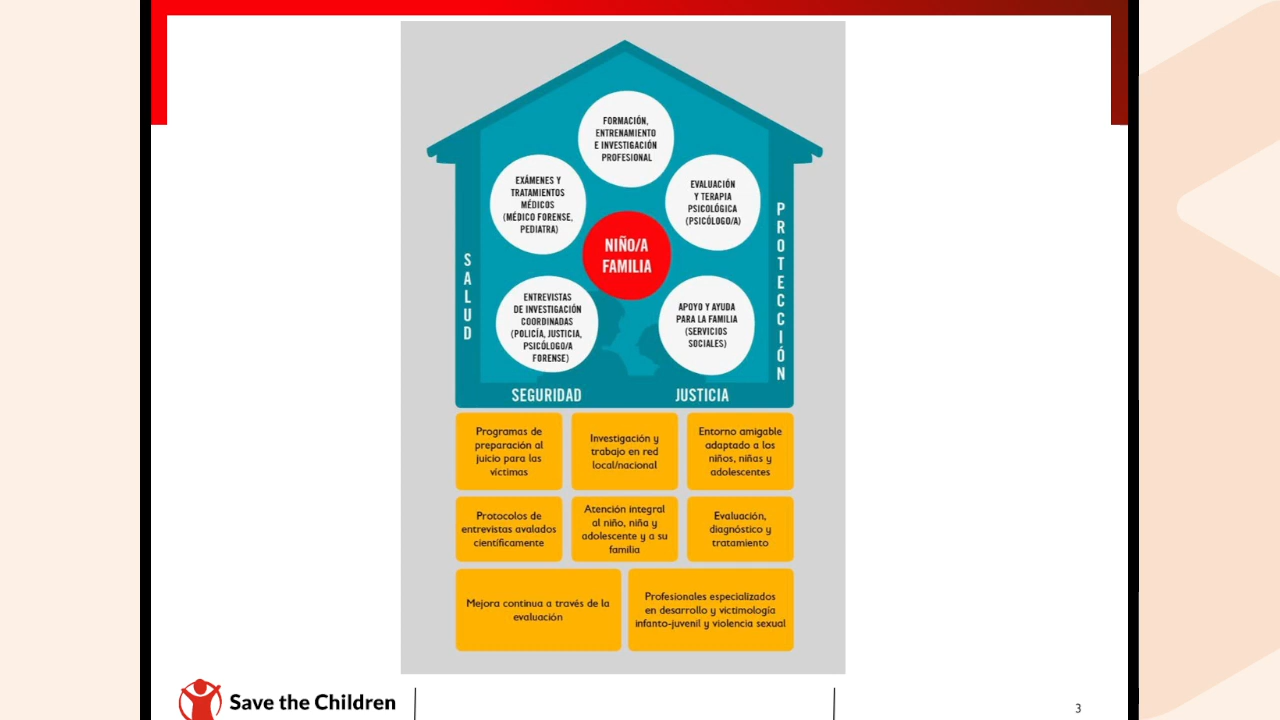 FORMACIÓN,
ENTRENAMIENTO
E INVESTIGACIÓN
PROFESIONAL
EXÁMENES Y
TRATAMIENTOS
MÉDICOS
(MÉDICO FORENSE,
PEDIATRA)
EVALUACIÓN
Y TERAPIA
PSICOLÓGICA
(PSICÓLOGO/A)
NIÑO/A
FAMILIA
ENTREVISTAS
DE INVESTIGACIÓN
COORDINADAS
(POLICÍA, JUSTICIA,
PSICÓLOGO/A
FORENSE)
APOYO Y AYUDA
PARA LA FAMILIA
(SERVICIOS
SOCIALES)
SALUD
PROTECCIÓN
SEGURIDAD
JUSTICIA
Programas de
preparación al
juicio para las
víctimas
Investigación y
trabajo en red
local/nacional
Entorno amigable
adaptado a los
niños, niñas y
adolescentes
Protocolos de
entrevistas avalados
científicamente
Atención integral
al niño, niña y
adolescente y a su
familia
Evaluación,
diagnóstico y
tratamiento
Mejora continua a través de la
evaluación
Profesionales especializados
en desarrollo y victimología
infanto-juvenil y violencia sexual
Save the Children
3